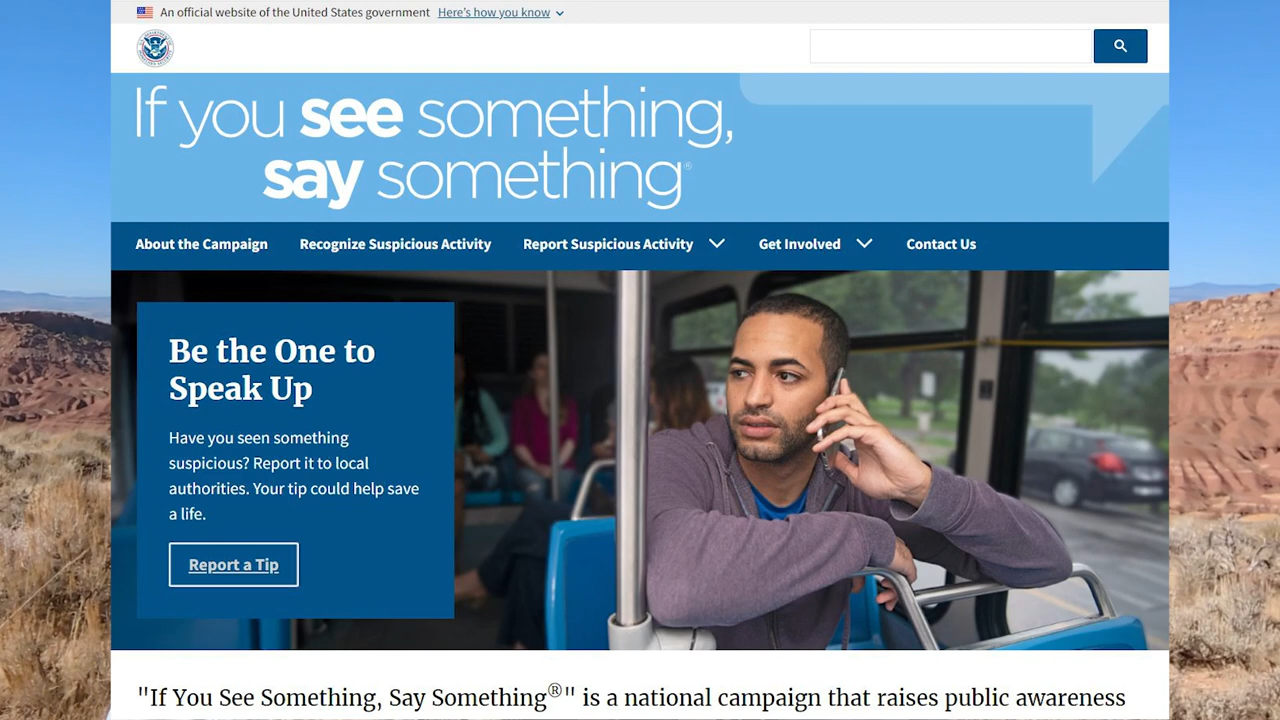 An official website of the United States government Here's how you know
If you see something,
say something®
About the Campaign Recognize Suspicious Activity Report Suspicious Activity Get Involved Contact Us
Be the One to
Speak Up
Have you seen something
suspicious? Report it to local
authorities. Your tip could help save
a life.
Report a Tip
"If You See Something, Say Something®" is a national campaign that raises public awareness